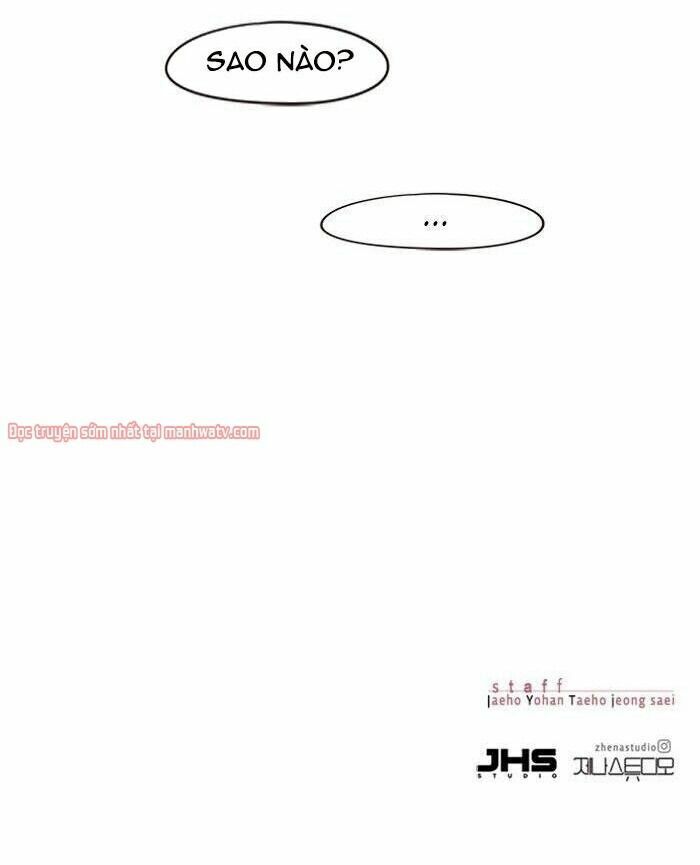 SAO NÀO?
...
Đọc truyện sớm nhất tại manhwatv.com
staff
Jaeho Yohan Taeho jeong saei
zhenastudio
JHS
STUDIO
제나스튜디오